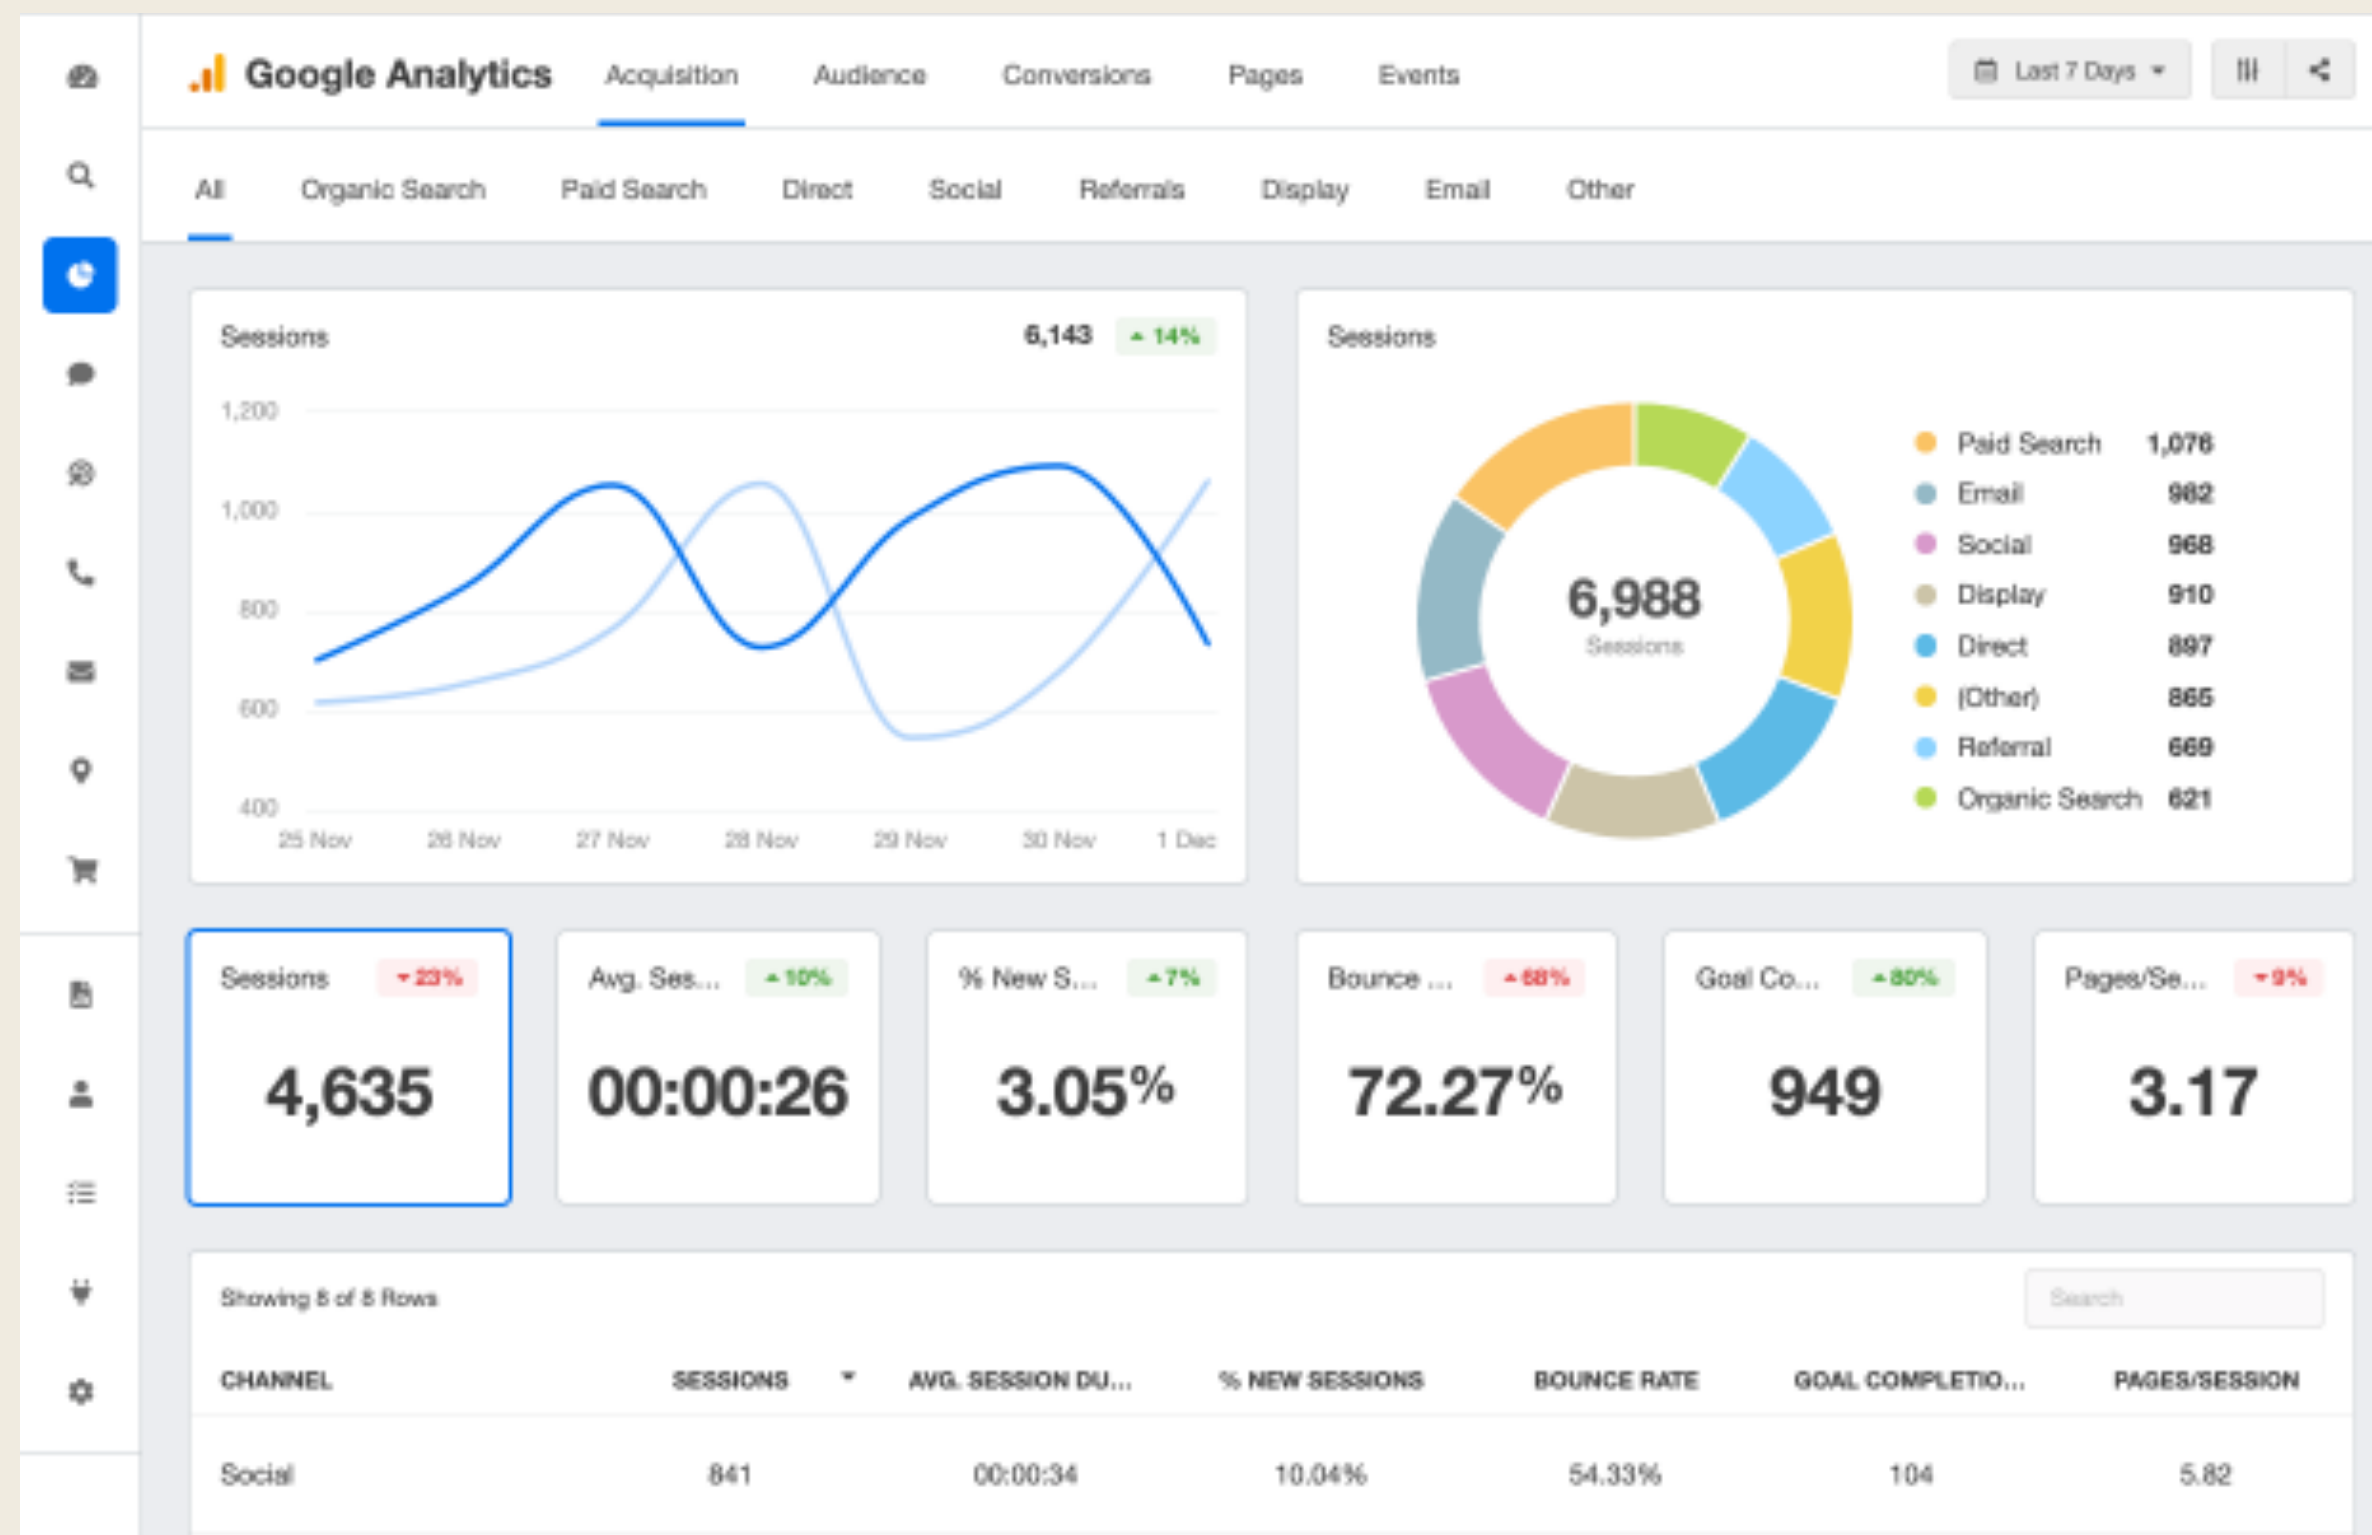 Google Analytics Acquisition Audience Conversions Pages Events Last 7 Days
All Organic Search Paid Search Direct Social Referrals Display Email Other
Sessions 6,143 14%
1,200
1,000
800
600
400
25 Nov 26 Nov 27 Nov 28 Nov 29 Nov 30 Nov 1 Dec
Sessions
6,988
Sessions
Paid Search 1,076
Email 982
Social 968
Display 910
Direct 897
(Other) 865
Referral 669
Organic Search 621
Sessions 23%
4,635
Avg. Ses... 10%
00:00:26
% New S... 7%
3.05%
Bounce ... 68%
72.27%
Goal Co... 80%
949
Pages/Se... 9%
3.17
Showing 8 of 8 Rows Search
CHANNEL SESSIONS AVG. SESSION DU... % NEW SESSIONS BOUNCE RATE GOAL COMPLETIO... PAGES/SESSION
Social 841 00:00:34 10.04% 54.33% 104 5.82